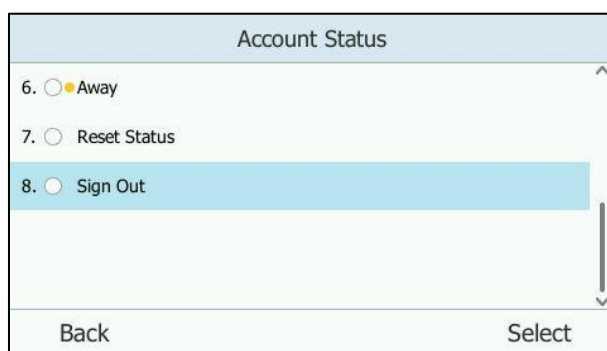 Account Status
6. Away
7. Reset Status
8. Sign Out
Back Select